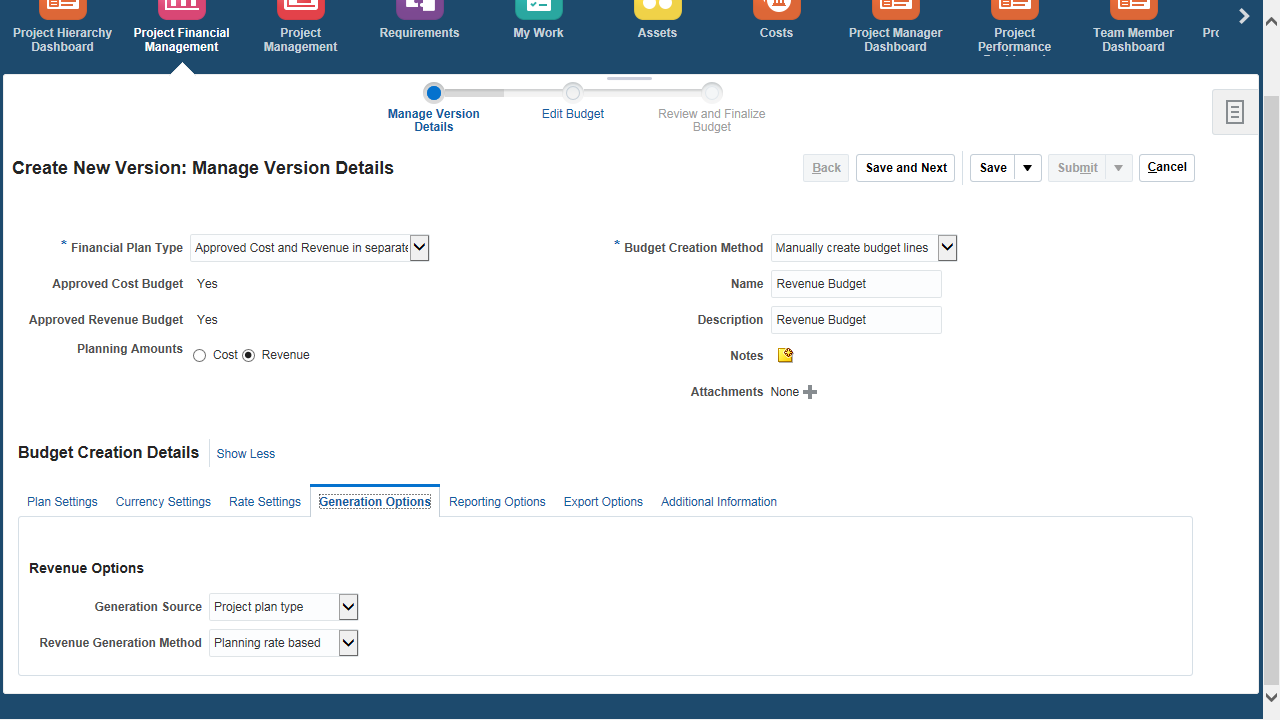 Project Hierarchy
Dashboard
Project Financial
Management
Project
Management
Requirements
My Work
Assets
Costs
Project Manager
Dashboard
Project
Performance
Team Member
Dashboard
Manage Version
Details
Edit Budget
Review and Finalize
Budget
Create New Version: Manage Version Details
Back
Save and Next
Save
Submit
Cancel
* Financial Plan Type Approved Cost and Revenue in separate
Approved Cost Budget Yes
Approved Revenue Budget Yes
Planning Amounts Cost Revenue
* Budget Creation Method Manually create budget lines
Name Revenue Budget
Description Revenue Budget
Notes
Attachments None
Budget Creation Details Show Less
Plan Settings Currency Settings Rate Settings Generation Options Reporting Options Export Options Additional Information
Revenue Options
Generation Source Project plan type
Revenue Generation Method Planning rate based